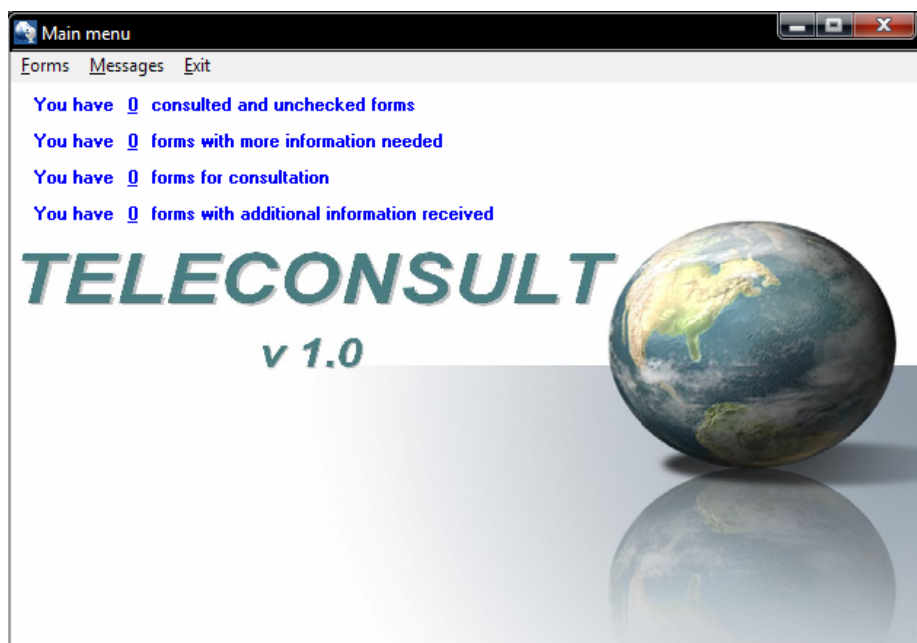 Main menu
Forms Messages Exit
You have 0 consulted and unchecked forms
You have 0 forms with more information needed
You have 0 forms for consultation
You have 0 forms with additional information received
TELECONSULT
v 1.0